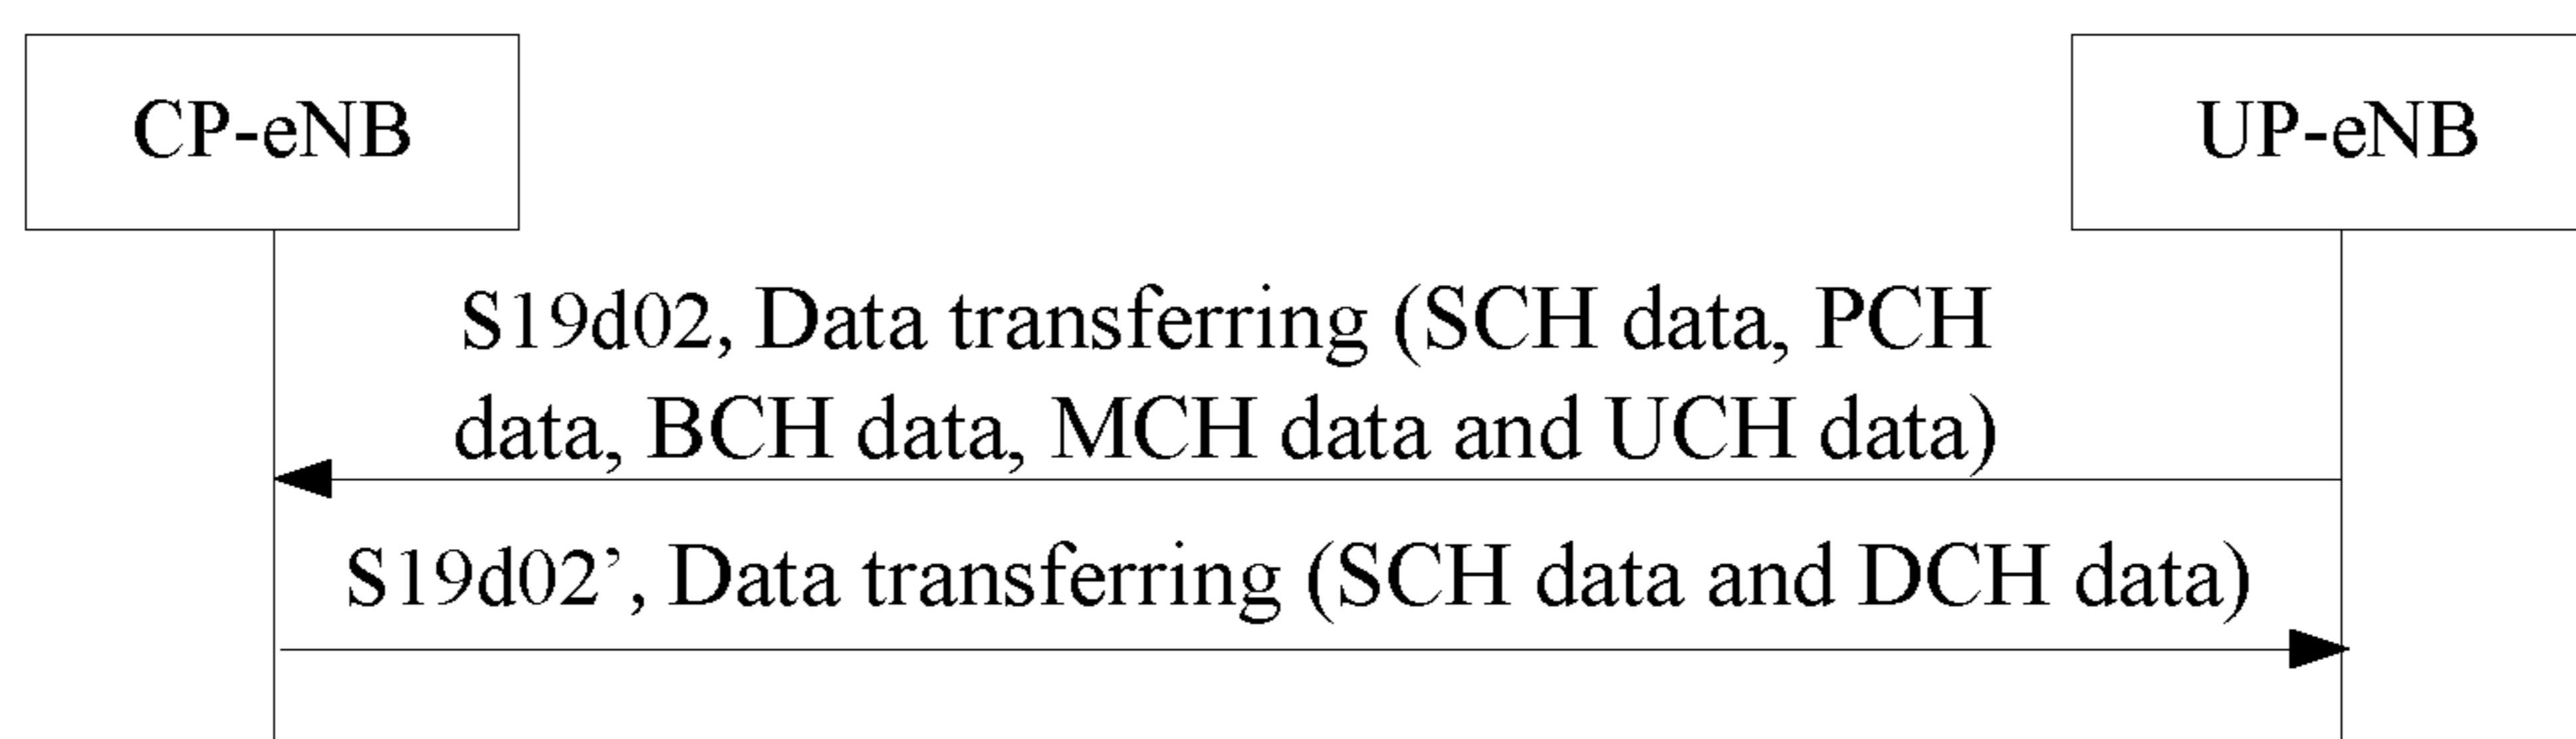 CP-eNB
UP-eNB
S19d02, Data transferring (SCH data, PCH
data, BCH data, MCH data and UCH data)
S19d02’, Data transferring (SCH data and DCH data)